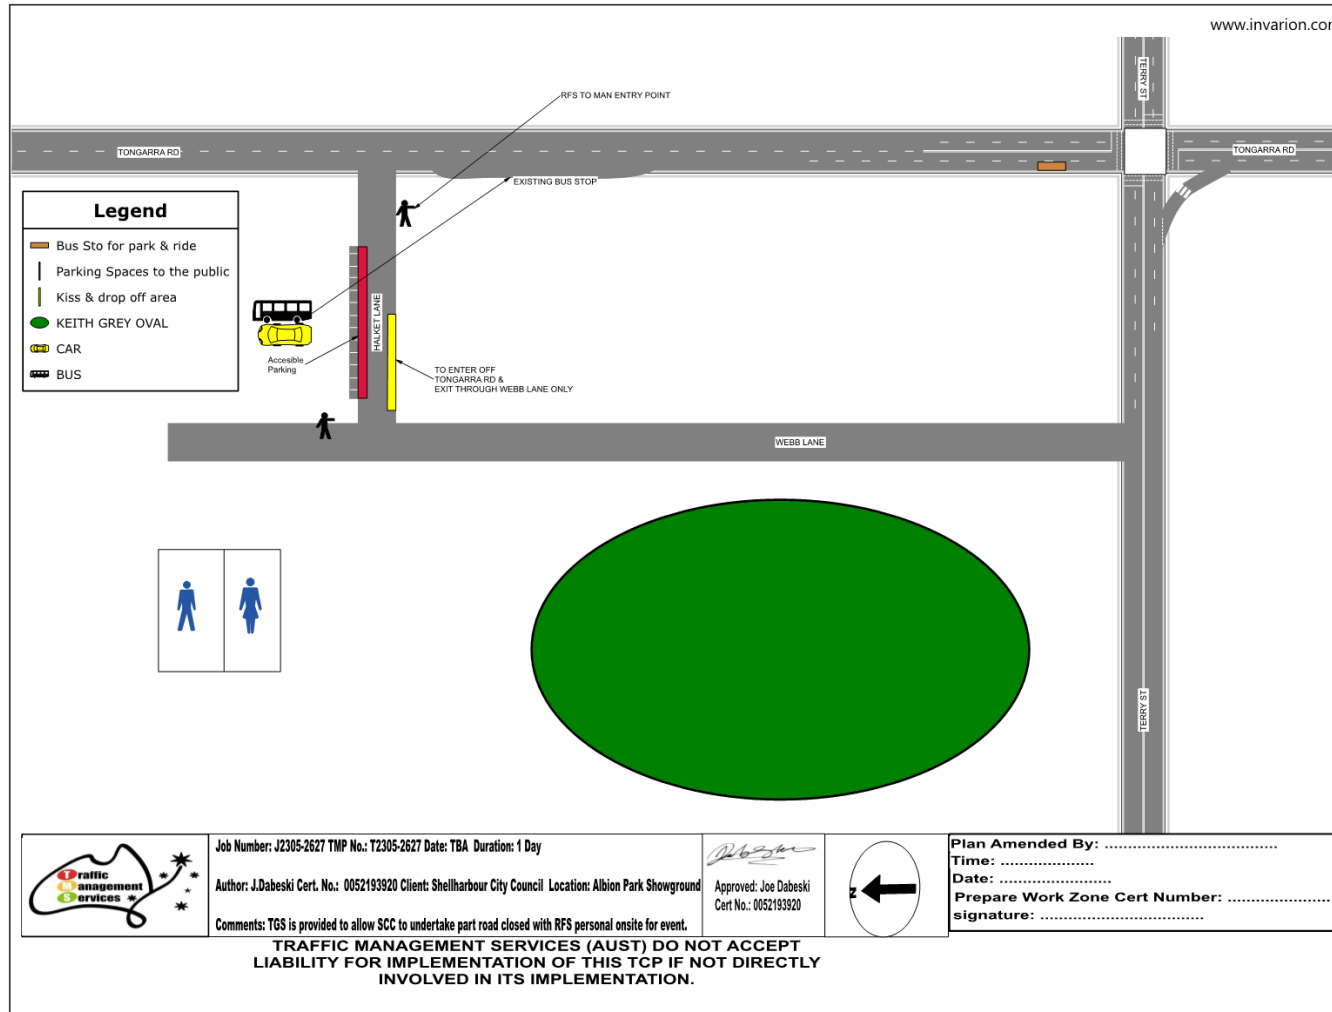 www.invarion.com
TERRY ST
RFS TO MAN ENTRY POINT
TONGARRA RD
TONGARRA RD
EXISTING BUS STOP
Legend
Bus Sto for park & ride
Parking Spaces to the public
Kiss & drop off area
KEITH GREY OVAL
CAR
BUS
HALKET LANE
Accesible
Parking
TO ENTER OFF
TONGARRA RD &
EXIT THROUGH WEBB LANE ONLY
WEBB LANE
TERRY ST
Traffic
Management
Services
Job Number: J2305-2627 TMP No.: T2305-2627 Date: TBA Duration: 1 Day
Author: J.Dabeski Cert. No.: 0052193920 Client: Shellharbour City Council Location: Albion Park Showground
Comments: TGS is provided to allow SCC to undertake part road closed with RFS personal onsite for event.
Approved: Joe Dabeski
Cert No.: 0052193920
N
Plan Amended By: ................................
Time: .................
Date: ....................
Prepare Work Zone Cert Number: ...................
signature: ..............................
TRAFFIC MANAGEMENT SERVICES (AUST) DO NOT ACCEPT
LIABILITY FOR IMPLEMENTATION OF THIS TCP IF NOT DIRECTLY
INVOLVED IN ITS IMPLEMENTATION.